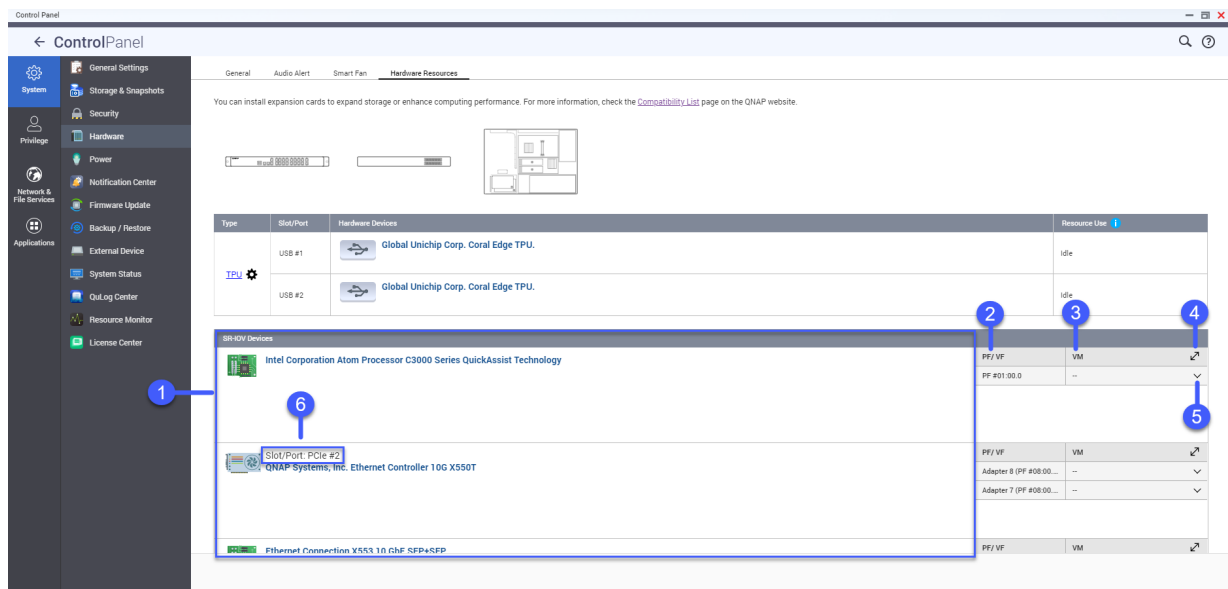 Control Panel
ControlPanel
System
Privilege
Network &
File Services
Applications
General Settings
Storage & Snapshots
Security
Hardware
Power
Notification Center
Firmware Update
Backup / Restore
External Device
System Status
QuLog Center
Resource Monitor
License Center
General Audio Alert Smart Fan Hardware Resources
You can install expansion cards to expand storage or enhance computing performance. For more information, check the Compatibility List page on the QNAP website.
Type Slot/Port Hardware Devices Resource Use
TPU
USB #1 Global Unichip Corp. Coral Edge TPU. Idle
USB #2 Global Unichip Corp. Coral Edge TPU. Idle
2 3 4
SR-IOV Devices
Intel Corporation Atom Processor C3000 Series QuickAssist Technology
PF/ VF VM
PF #01:00.0 --
1
6
5
Slot/Port: PCIe #2
QNAP Systems, Inc. Ethernet Controller 10G X550T
PF/ VF VM
Adapter 8 (PF #08:00.... --
Adapter 7 (PF #08:00.... --
Ethernet Connection X553 10 GbE SFP+SFP
PF/ VF VM